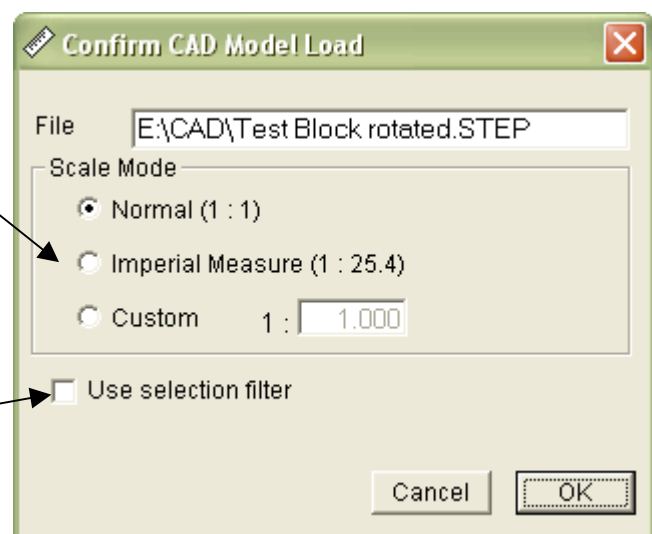 Confirm CAD Model Load
File E:\CAD\Test Block rotated.STEP
Scale Mode
Normal (1 : 1)
Imperial Measure (1 : 25.4)
Custom 1 : 1.000
Use selection filter
Cancel OK